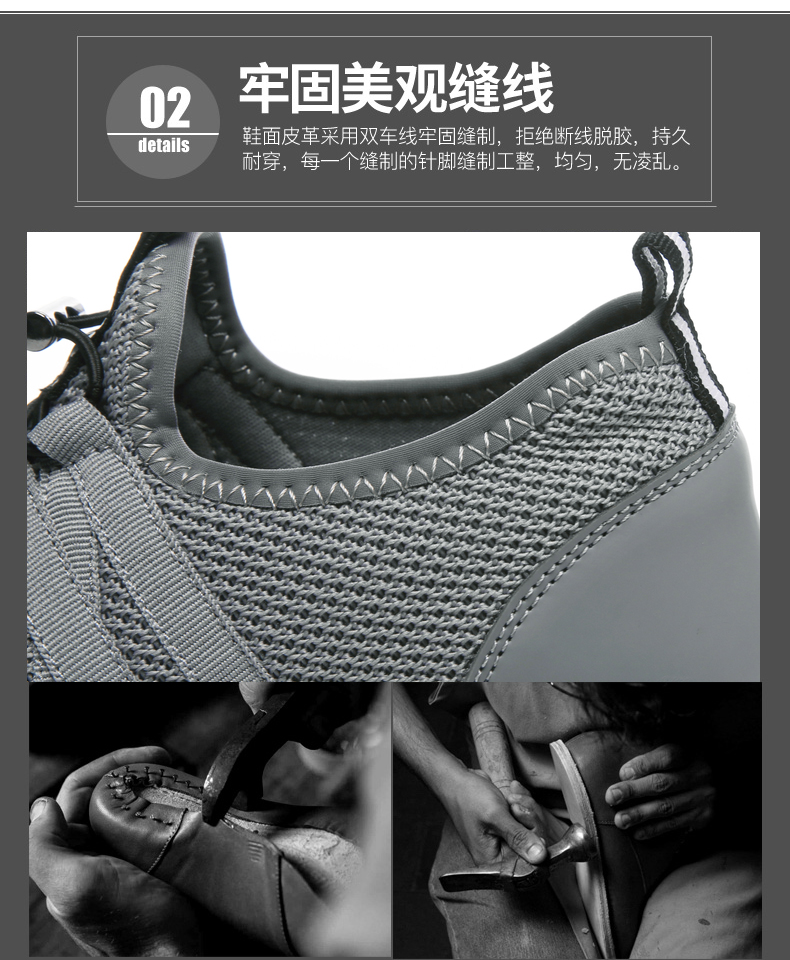 02
details
牢固美观缝线
鞋面皮革采用双车线牢固缝制，拒绝断线脱胶，持久
耐穿，每一个缝制的针脚缝制工整，均匀，无凌乱。